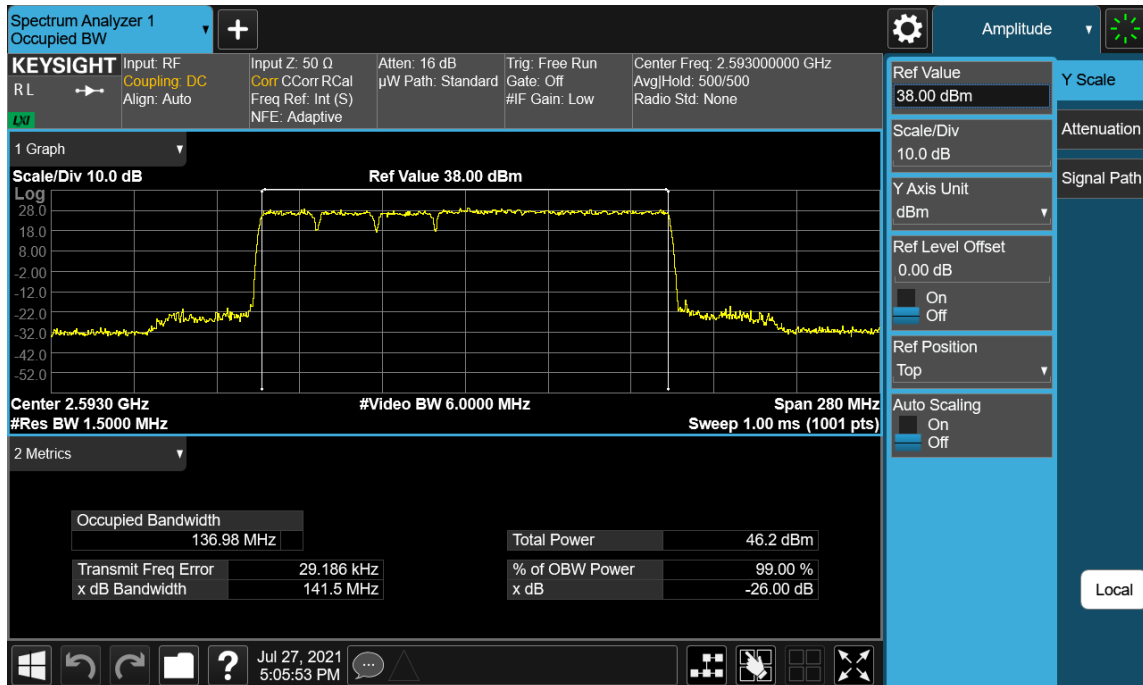 Spectrum Analyzer 1
Occupied BW
Amplitude
KEYSIGHT
R L
LXI
Input: RF
Coupling: DC
Align: Auto
Input Z: 50 Ω
Corr CCorr RCal
Freq Ref: Int (S)
NFE: Adaptive
Atten: 16 dB
µW Path: Standard
Trig: Free Run
Gate: Off
#IF Gain: Low
Center Freq: 2.593000000 GHz
Avg|Hold: 500/500
Radio Std: None
1 Graph
Scale/Div 10.0 dB
Ref Value 38.00 dBm
Log
28.0
18.0
8.00
-2.00
-12.0
-22.0
-32.0
-42.0
-52.0
Center 2.5930 GHz
#Video BW 6.0000 MHz
Span 280 MHz
#Res BW 1.5000 MHz
Sweep 1.00 ms (1001 pts)
2 Metrics
Occupied Bandwidth
136.98 MHz
Total Power 46.2 dBm
Transmit Freq Error 29.186 kHz
% of OBW Power 99.00 %
x dB Bandwidth 141.5 MHz
x dB -26.00 dB
Ref Value
38.00 dBm
Scale/Div
10.0 dB
Y Axis Unit
dBm
Ref Level Offset
0.00 dB
On
Off
Ref Position
Top
Auto Scaling
On
Off
Y Scale
Attenuation
Signal Path
Local
?
Jul 27, 2021
5:05:53 PM